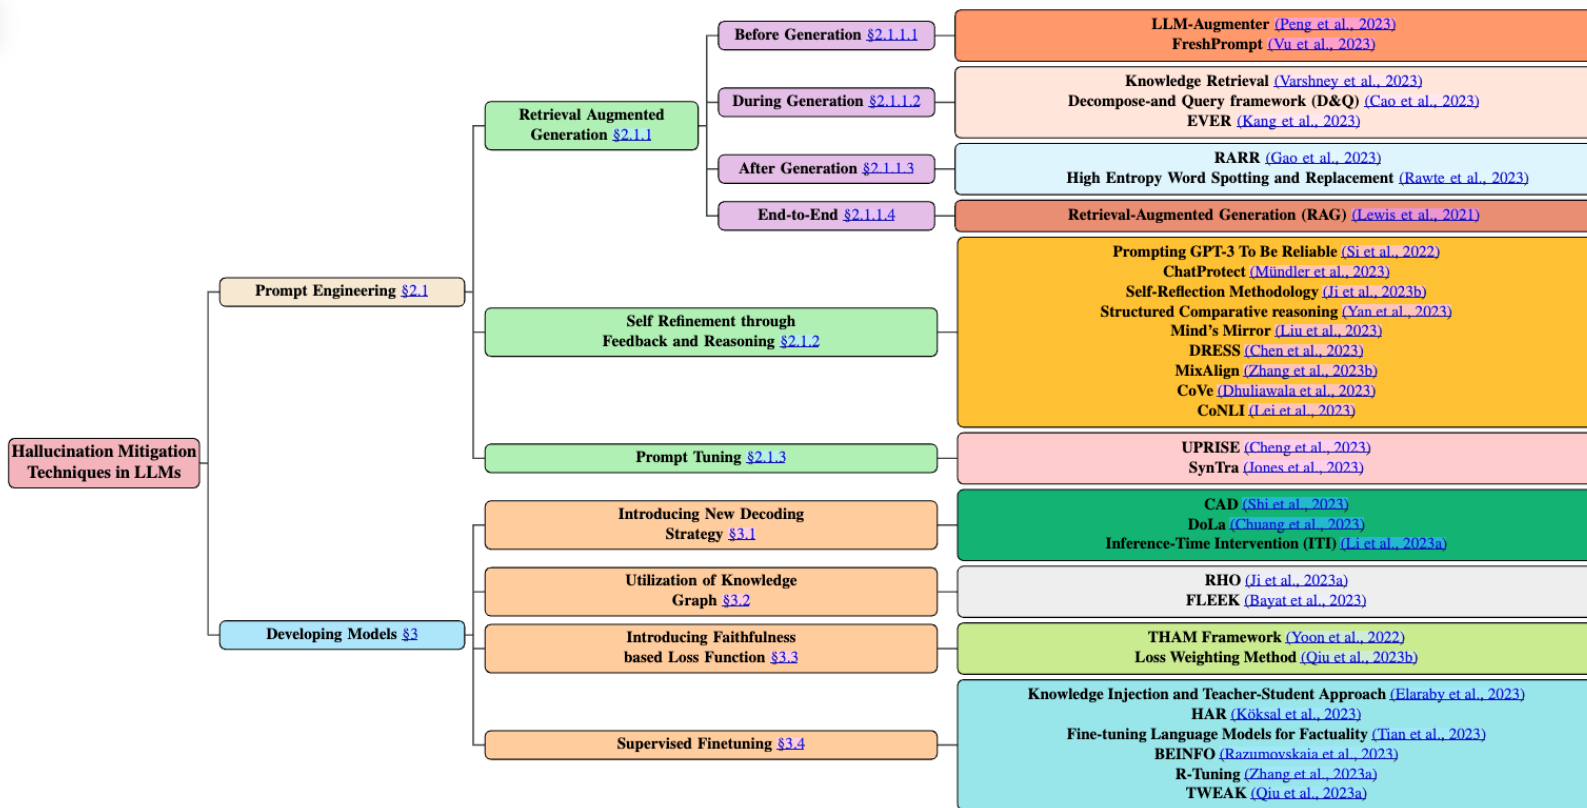 Hallucination Mitigation
Techniques in LLMs
Prompt Engineering §2.1
Retrieval Augmented
Generation §2.1.1
Before Generation §2.1.1.1
LLM-Augmenter (Peng et al., 2023)
FreshPrompt (Vu et al., 2023)
During Generation §2.1.1.2
Knowledge Retrieval (Varshney et al., 2023)
Decompose-and Query framework (D&Q) (Cao et al., 2023)
EVER (Kang et al., 2023)
After Generation §2.1.1.3
RARR (Gao et al., 2023)
High Entropy Word Spotting and Replacement (Rawte et al., 2023)
End-to-End §2.1.1.4
Retrieval-Augmented Generation (RAG) (Lewis et al., 2021)
Self Refinement through
Feedback and Reasoning §2.1.2
Prompting GPT-3 To Be Reliable (Si et al., 2022)
ChatProtect (Mündler et al., 2023)
Self-Reflection Methodology (Ji et al., 2023b)
Structured Comparative reasoning (Yan et al., 2023)
Mind's Mirror (Liu et al., 2023)
DRESS (Chen et al., 2023)
MixAlign (Zhang et al., 2023b)
CoVe (Dhuliawala et al., 2023)
CoNLI (Lei et al., 2023)
Prompt Tuning §2.1.3
UPRISE (Cheng et al., 2023)
SynTra (Jones et al., 2023)
Developing Models §3
Introducing New Decoding
Strategy §3.1
CAD (Shi et al., 2023)
DoLa (Chuang et al., 2023)
Inference-Time Intervention (ITI) (Li et al., 2023a)
Utilization of Knowledge
Graph §3.2
RHO (Ji et al., 2023a)
FLEEK (Bayat et al., 2023)
Introducing Faithfulness
based Loss Function §3.3
THAM Framework (Yoon et al., 2022)
Loss Weighting Method (Qiu et al., 2023b)
Supervised Finetuning §3.4
Knowledge Injection and Teacher-Student Approach (Elaraby et al., 2023)
HAR (Köksal et al., 2023)
Fine-tuning Language Models for Factuality (Tian et al., 2023)
BEINFO (Razumovskaia et al., 2023)
R-Tuning (Zhang et al., 2023a)
TWEAK (Qiu et al., 2023a)